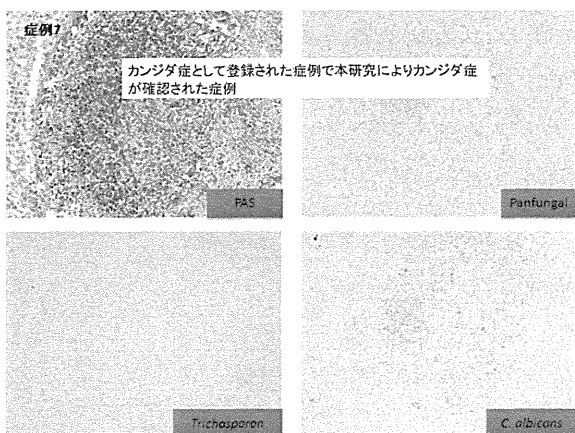 症例7
カンジダ症として登録された症例で本研究によりカンジダ症
が確認された症例
PAS
Panfungal
Trichosporon
C. albicans